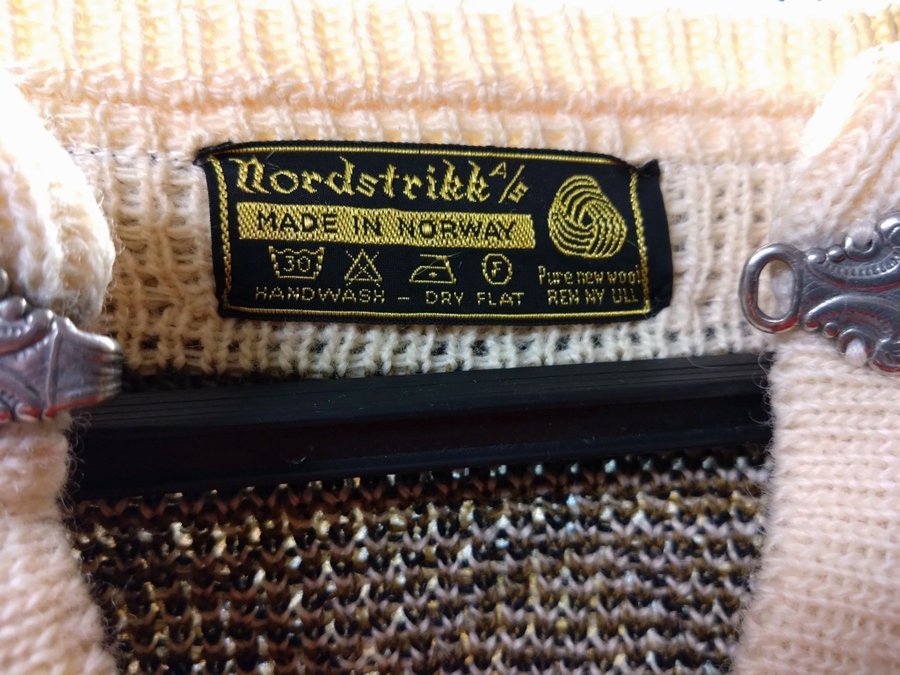 Nordstrikk A/S
MADE IN NORWAY
30 F
HANDWASH - DRY FLAT
Pure new wool
REN NY ULL